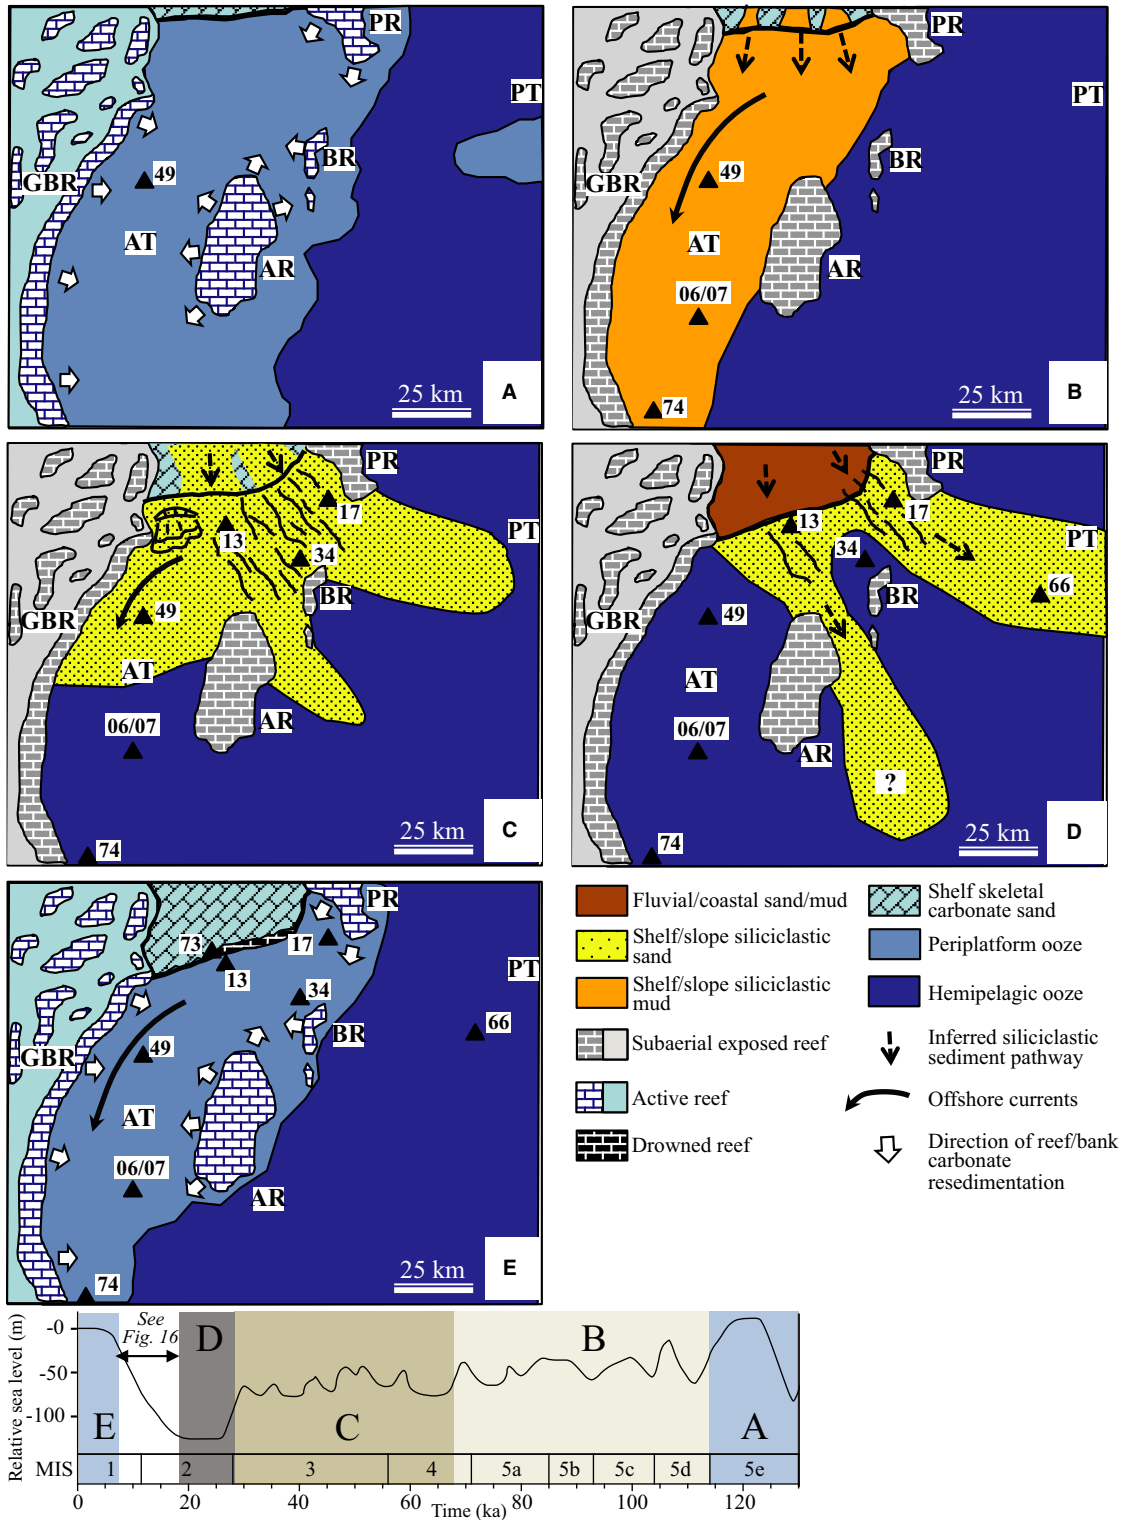 PR
PT
BR
GBR
49
AT
AR
25 km
A
PR
PT
BR
GBR
49
AT
AR
06/07
25 km
74
B
PR
17
PT
13
34
BR
49
GBR
AT
06/07
AR
25 km
74
C
PR
17
13
PT
34
BR
66
49
GBR
AT
06/07
AR
?
25 km
74
D
PR
73
17
13
PT
34
66
BR
49
GBR
AT
06/07
AR
25 km
74
E
Fluvial/coastal sand/mud
Shelf/slope siliciclastic
sand
Shelf/slope siliciclastic
mud
Subaerial exposed reef
Active reef
Drowned reef
Shelf skeletal
carbonate sand
Periplatform ooze
Hemipelagic ooze
Inferred siliciclastic
sediment pathway
Offshore currents
Direction of reef/bank
carbonate
resedimentation
Relative sea level (m)
-0
-50
-100
See
Fig. 16
E
D
C
B
A
MIS
1
2
3
4
5a
5b
5c
5d
5e
0
20
40
60
80
100
120
Time (ka)